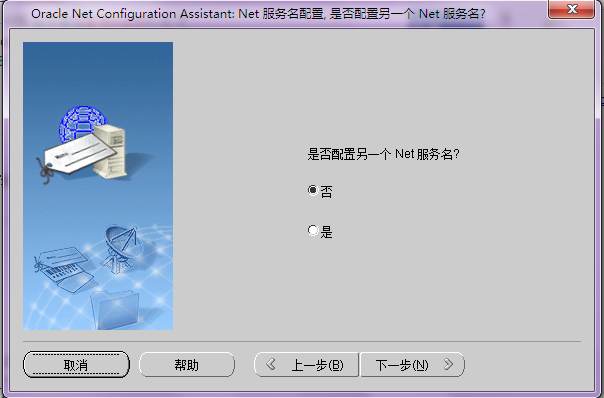 Oracle Net Configuration Assistant: Net 服务名配置, 是否配置另一个 Net 服务名?
是否配置另一个 Net 服务名?
否
是
取消
帮助
上一步(B)
下一步(N)